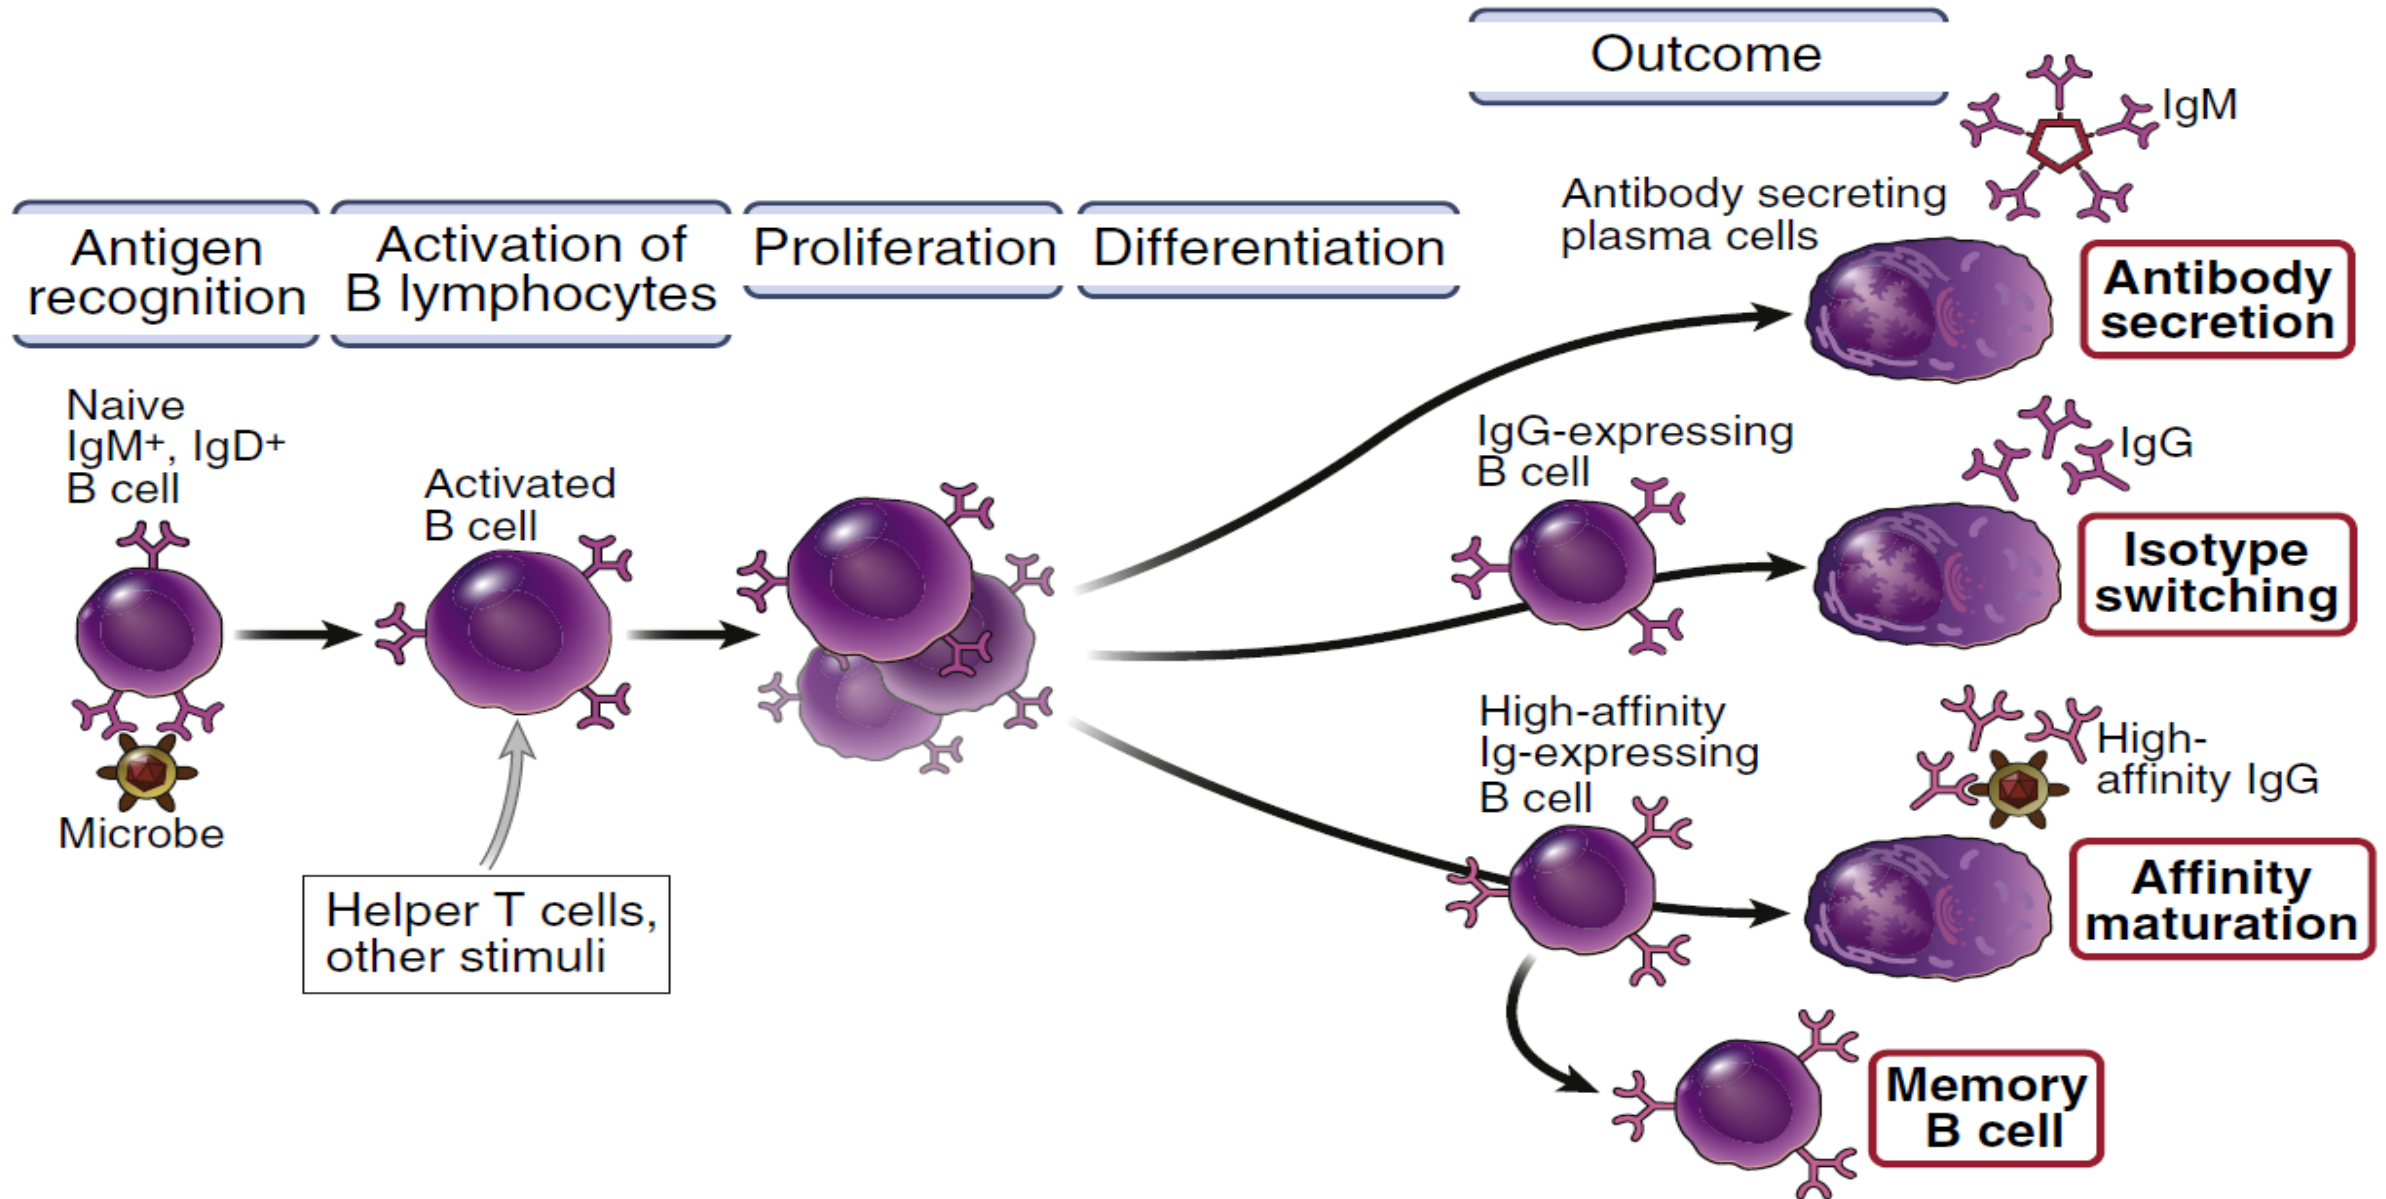 Outcome
IgM
Antibody secreting
plasma cells
Antigen
recognition
Activation of
B lymphocytes
Proliferation
Differentiation
Antibody
secretion
Naive
IgM+, IgD+
B cell
Activated
B cell
IgG-expressing
B cell
IgG
Isotype
switching
Microbe
High-affinity
Ig-expressing
B cell
High-
affinity IgG
Helper T cells,
other stimuli
Affinity
maturation
Memory
B cell